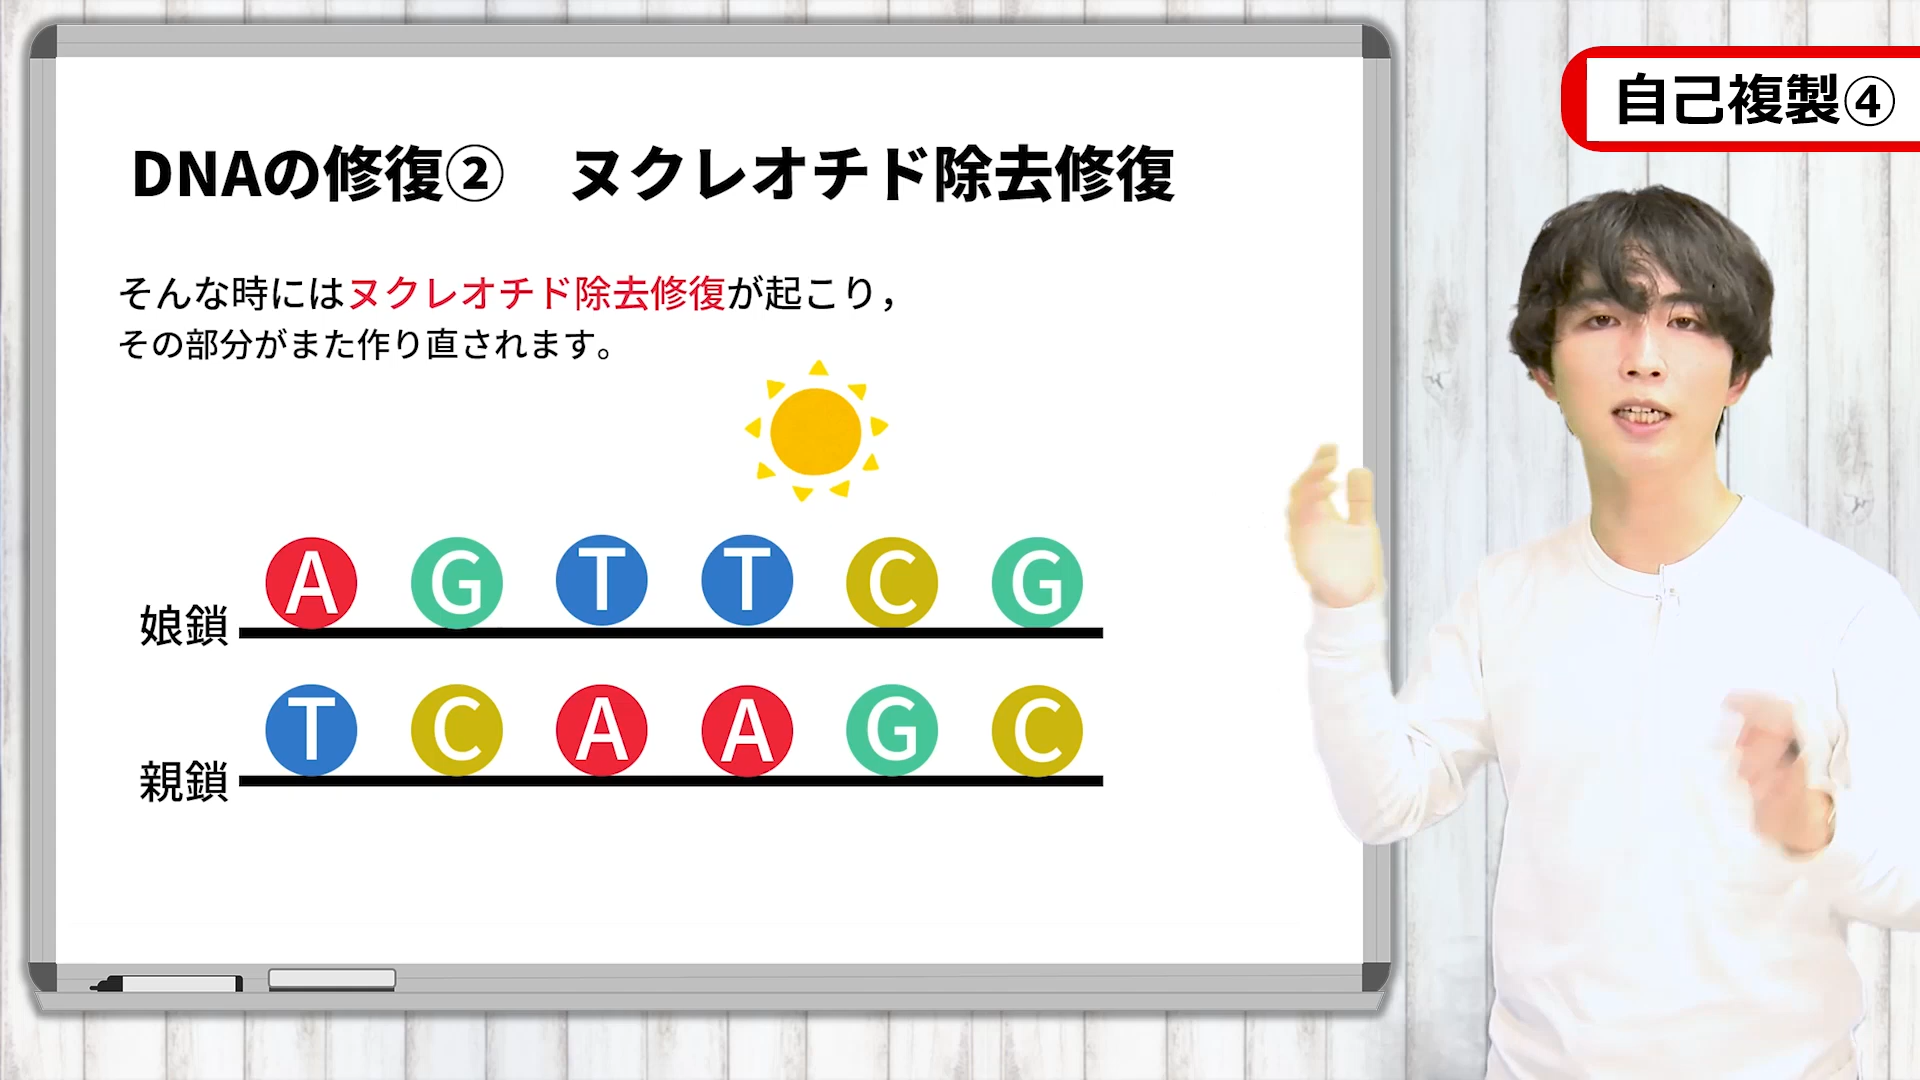 自己複製④
DNAの修復②　ヌクレオチド除去修復
そんな時にはヌクレオチド除去修復が起こり，
その部分がまた作り直されます。
A G T T C G
娘鎖
T C A A G C
親鎖